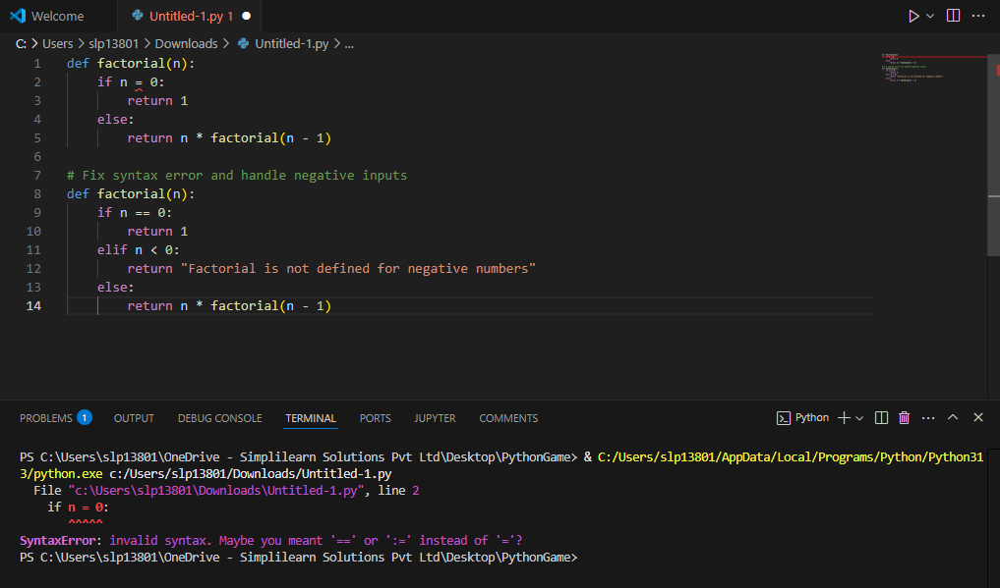 Welcome
Untitled-1.py 1
C: > Users > slp13801 > Downloads > Untitled-1.py > ...
1 def factorial(n):
2     if n = 0:
3         return 1
4     else:
5         return n * factorial(n - 1)
6
7 # Fix syntax error and handle negative inputs
8 def factorial(n):
9     if n == 0:
10         return 1
11     elif n < 0:
12         return "Factorial is not defined for negative numbers"
13     else:
14         return n * factorial(n - 1)
PROBLEMS 1 OUTPUT DEBUG CONSOLE TERMINAL PORTS JUPYTER COMMENTS Python
PS C:\Users\slp13801\OneDrive - Simplilearn Solutions Pvt Ltd\Desktop\PythonGame> & C:/Users/slp13801/AppData/Local/Programs/Python/Python31
3/python.exe c:/Users/slp13801/Downloads/Untitled-1.py
  File "c:\Users\slp13801\Downloads\Untitled-1.py", line 2
    if n = 0:
       ^^^^^
SyntaxError: invalid syntax. Maybe you meant '==' or ':=' instead of '='?
PS C:\Users\slp13801\OneDrive - Simplilearn Solutions Pvt Ltd\Desktop\PythonGame>